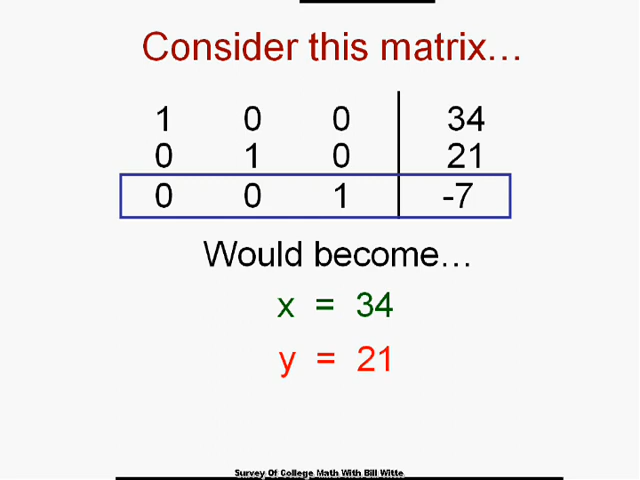 Consider this matrix...
1 0 0 34
0 1 0 21
0 0 1 -7
Would become...
x = 34
y = 21
Survey Of College Math With Bill Witte